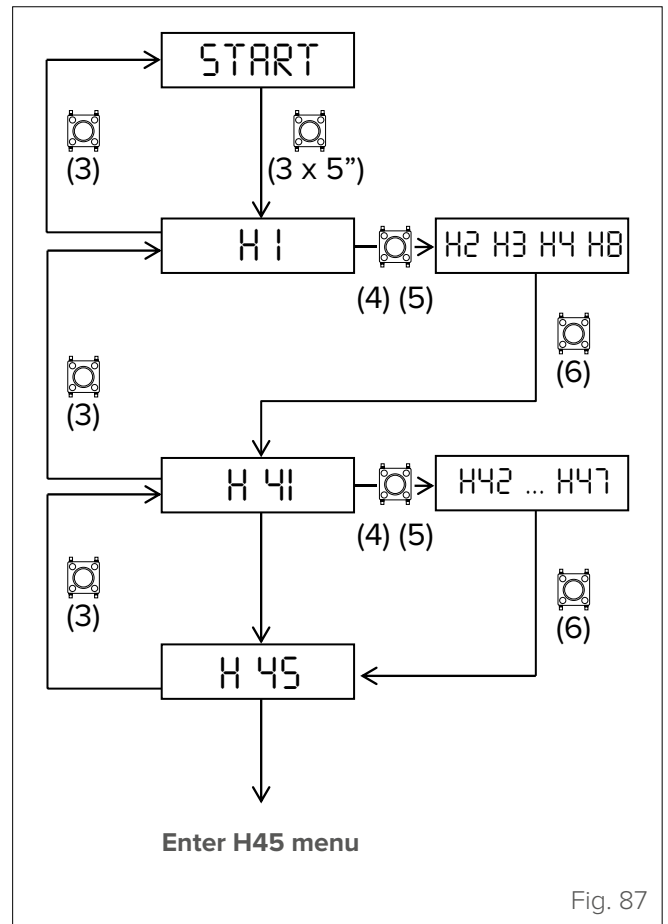 START
(3)
(3 x 5”)
H1
H2 H3 H4 H8
(4) (5)
(6)
(3)
H 41
H42 ... H47
(4) (5)
(3)
(6)
H 45
Enter H45 menu
Fig. 87